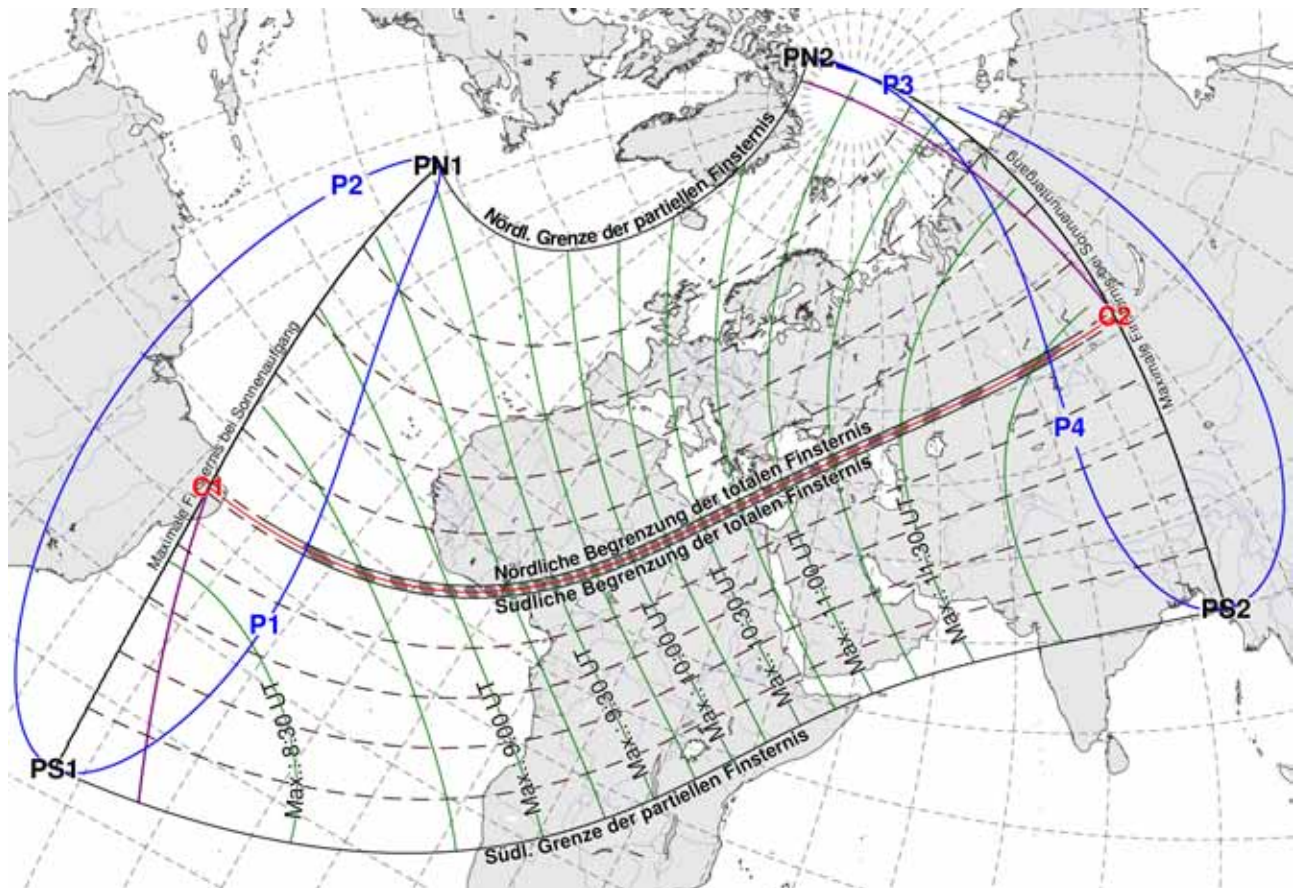 PN2
P3
PN1
P2
Nördl. Grenze der partiellen Finsternis
Maximale Finsternis bei Sonnenaufgang
bei Sonnenuntergang
Maximale
C2
C1
P4
Nördliche Begrenzung der totalen Finsternis
Südliche Begrenzung der totalen Finsternis
P1
PS2
PS1
Max.: 8:30 UT
Max.: 9:00 UT
Max.: 9:30 UT
Max.: 10:00 UT
Max.: 10:30 UT
Max.: 11:00 UT
Max.: 11:30 UT
Südl. Grenze der partiellen Finsternis